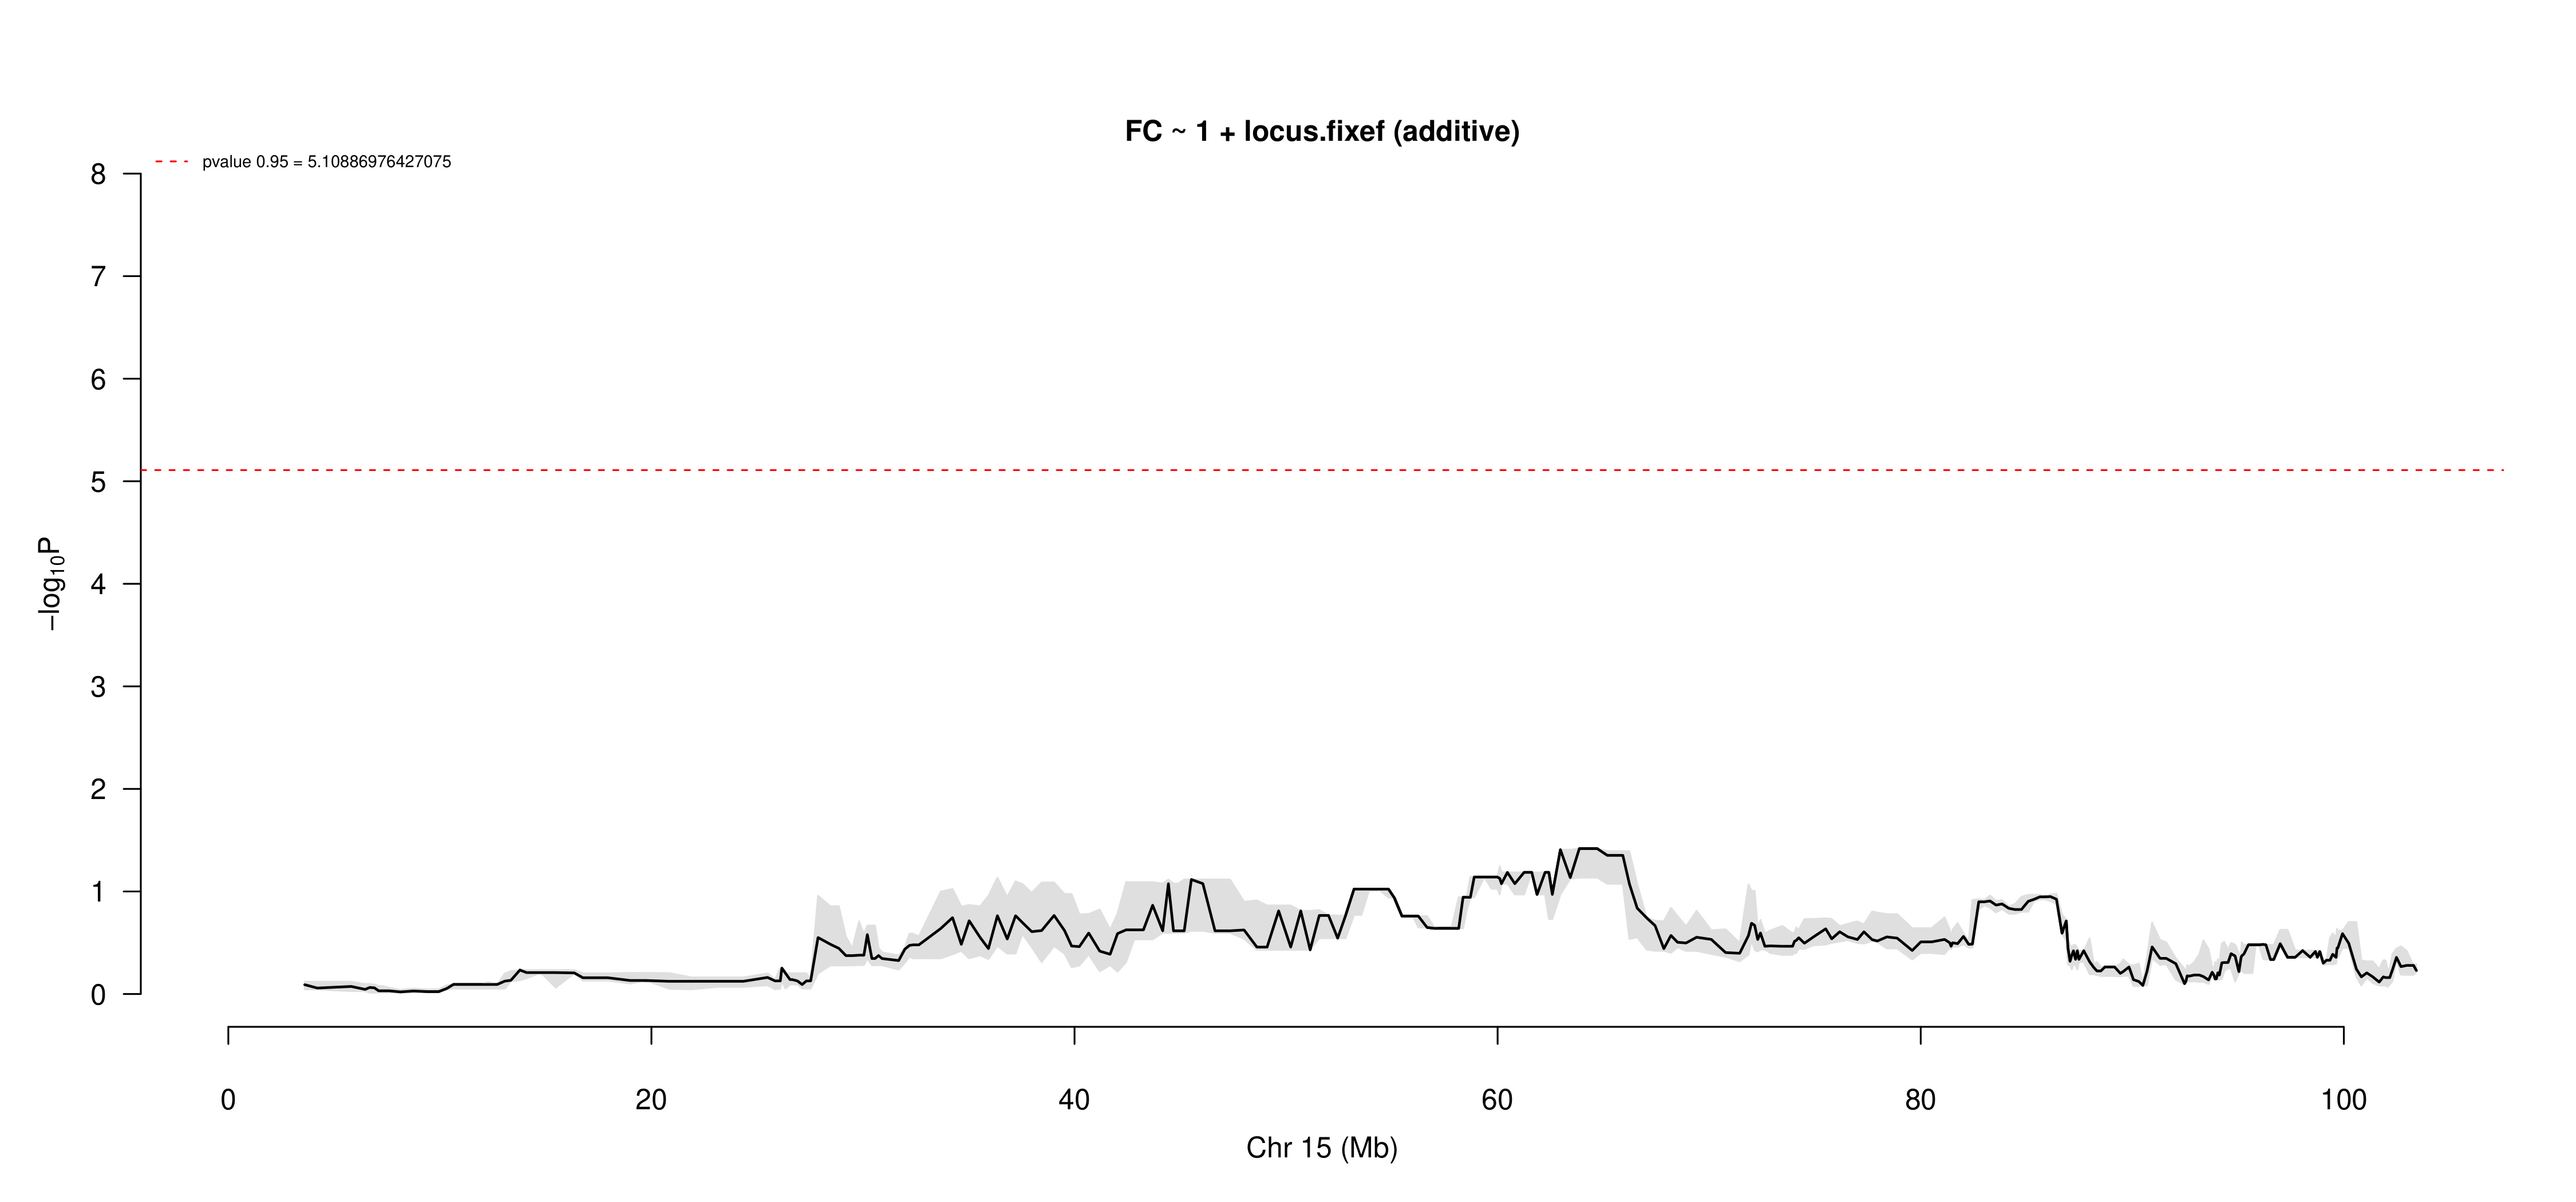 FC ~ 1 + locus.fixef (additive)
pvalue 0.95 = 5.10886976427075
8
7
6
5
4
3
2
1
0
−log10P
0 20 40 60 80 100
Chr 15 (Mb)